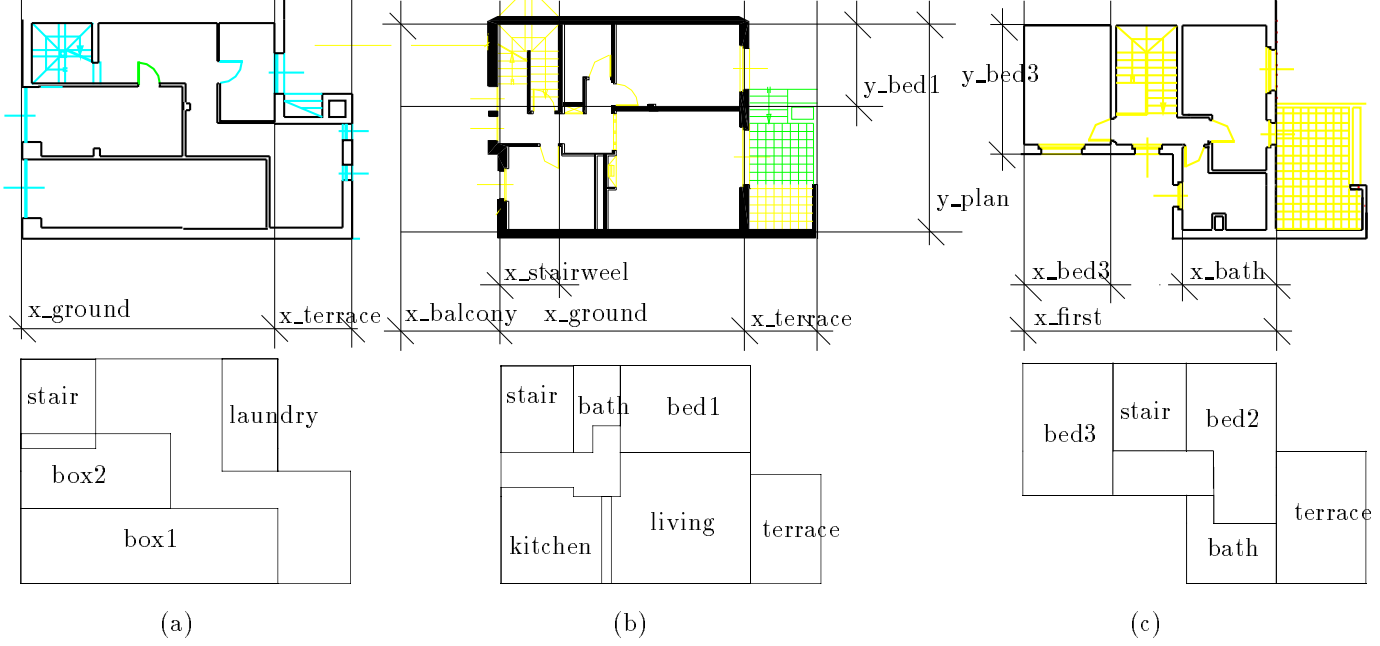 y_bed1
y_bed3
y_plan
x_stairweel
x_bed3
x_bath
x_ground
x_terrace
x_balcony
x_ground
x_terrace
x_first
stair
laundry
box2
box1
stair
bath
bed1
living
kitchen
terrace
bed3
stair
bed2
terrace
bath
(a)
(b)
(c)